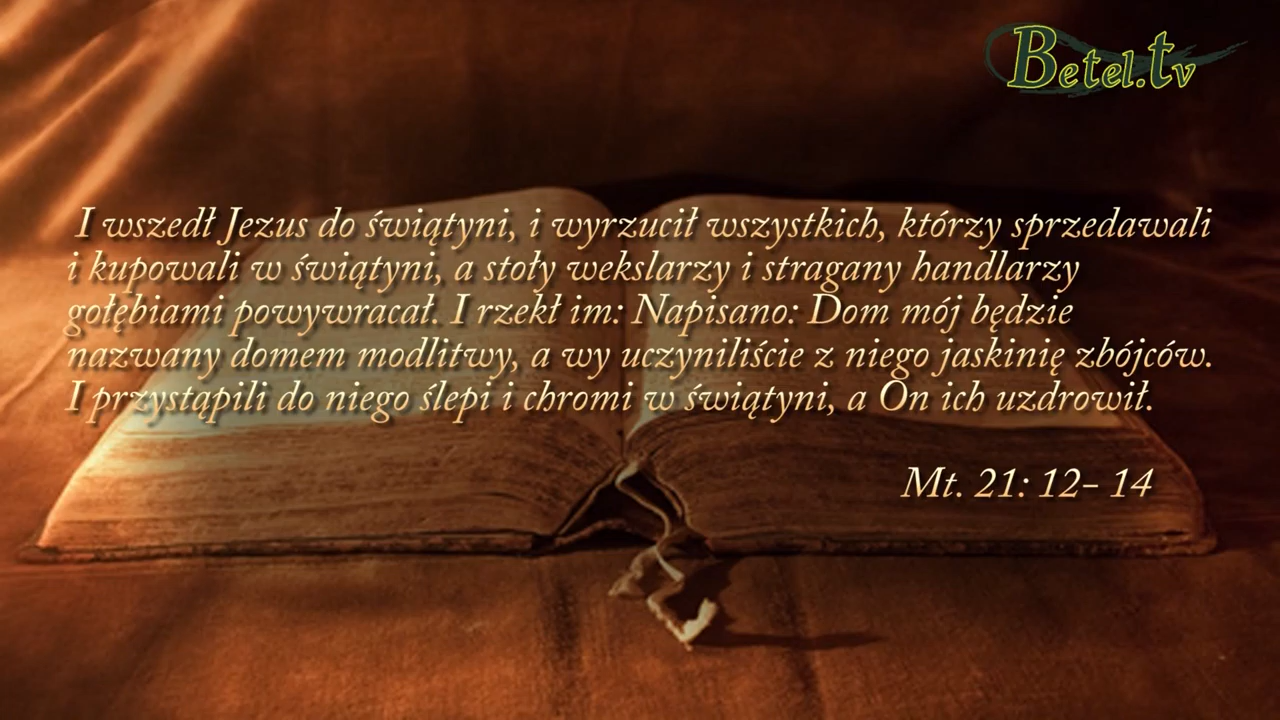 Betel.tv
I wszedł Jezus do świątyni, i wyrzucił wszystkich, którzy sprzedawali
i kupowali w świątyni, a stoły wekslarzy i stragany handlarzy
gołębiami powywracał. I rzekł im: Napisano: Dom mój będzie
nazwany domem modlitwy, a wy uczyniliście z niego jaskinię zbójców.
I przystąpili do niego ślepi i chromi w świątyni, a On ich uzdrowił.
Mt. 21: 12- 14